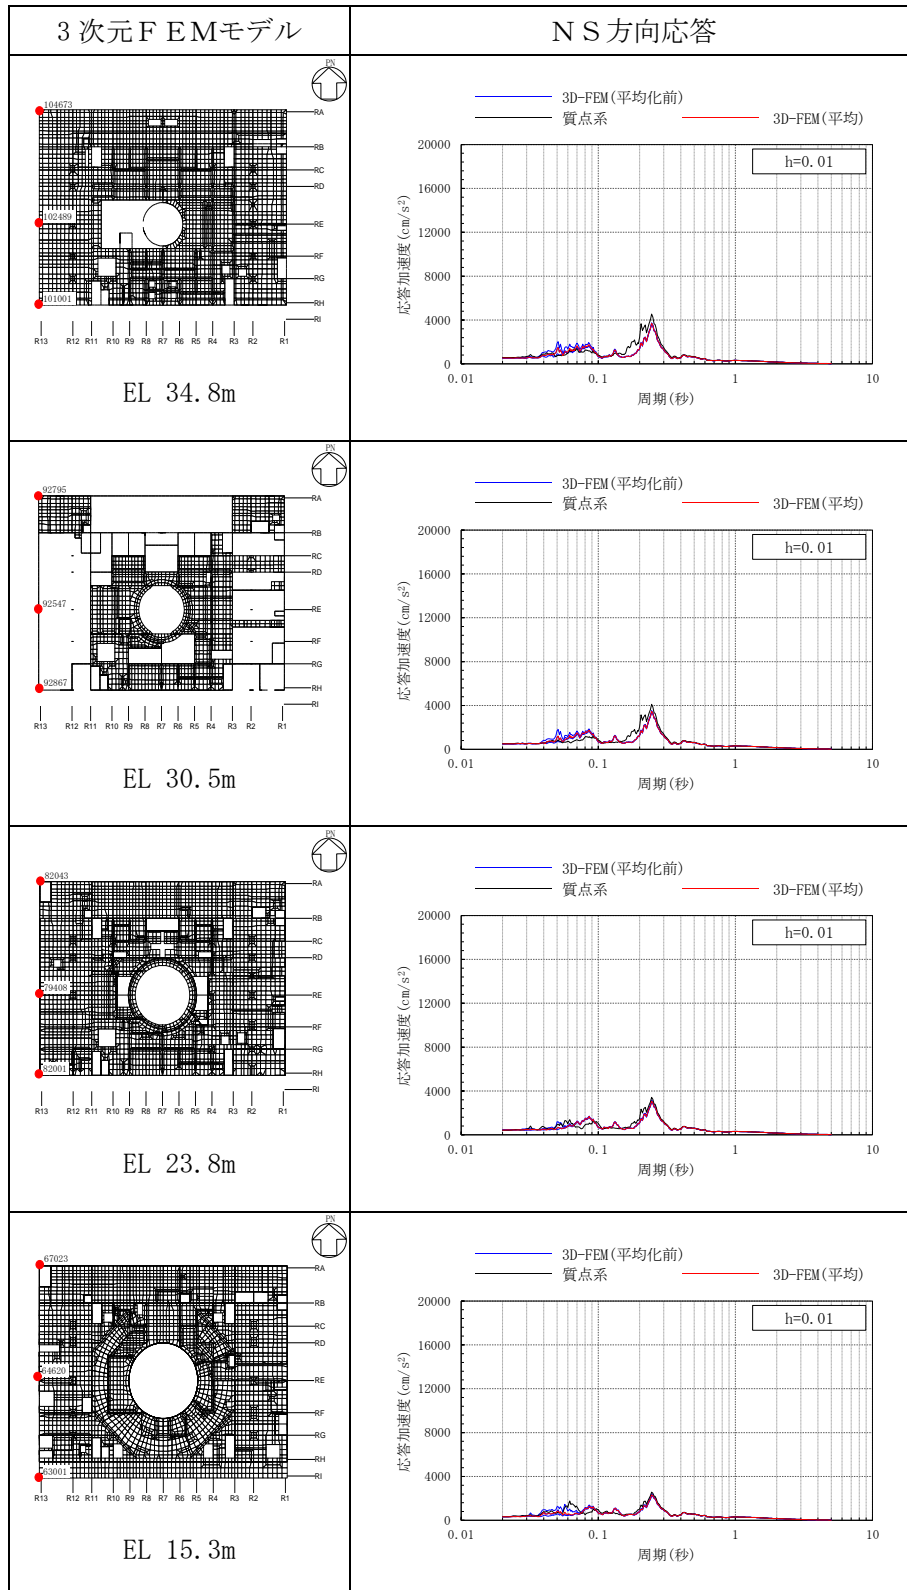 3次元FEMモデル
NS方向応答
PN
104673
102489
101001
RA
RB
RC
RD
RE
RF
RG
RH
RI
R13 R12 R11 R10 R9 R8 R7 R6 R5 R4 R3 R2 R1
EL 34.8m
3D-FEM(平均化前)
質点系 3D-FEM(平均)
h=0.01
応答加速度(cm/s²)
20000
16000
12000
8000
4000
0
0.01 0.1 1 10
周期(秒)
PN
92795
92547
92867
RA
RB
RC
RD
RE
RF
RG
RH
RI
R13 R12 R11 R10 R9 R8 R7 R6 R5 R4 R3 R2 R1
EL 30.5m
3D-FEM(平均化前)
質点系 3D-FEM(平均)
h=0.01
応答加速度(cm/s²)
20000
16000
12000
8000
4000
0
0.01 0.1 1 10
周期(秒)
PN
82043
79408
82001
RA
RB
RC
RD
RE
RF
RG
RH
RI
R13 R12 R11 R10 R9 R8 R7 R6 R5 R4 R3 R2 R1
EL 23.8m
3D-FEM(平均化前)
質点系 3D-FEM(平均)
h=0.01
応答加速度(cm/s²)
20000
16000
12000
8000
4000
0
0.01 0.1 1 10
周期(秒)
PN
67023
64620
63001
RA
RB
RC
RD
RE
RF
RG
RH
RI
R13 R12 R11 R10 R9 R8 R7 R6 R5 R4 R3 R2 R1
EL 15.3m
3D-FEM(平均化前)
質点系 3D-FEM(平均)
h=0.01
応答加速度(cm/s²)
20000
16000
12000
8000
4000
0
0.01 0.1 1 10
周期(秒)